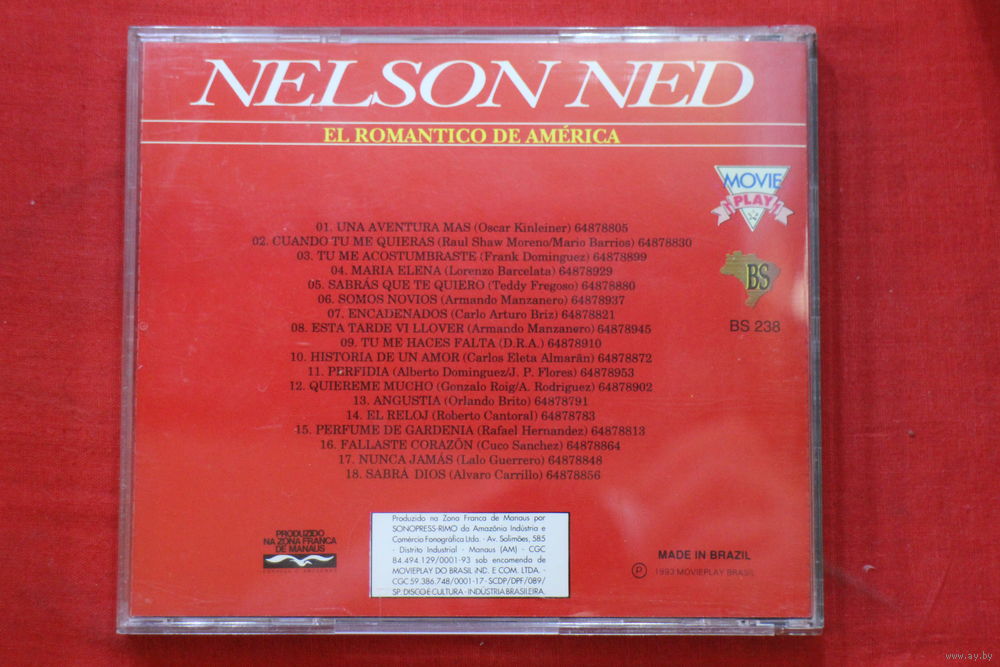 NELSON NED
EL ROMANTICO DE AMÉRICA
MOVIE
PLAY
01. UNA AVENTURA MAS (Oscar Kinleiner) 64878805
02. CUANDO TU ME QUIERAS (Raul Shaw Moreno/Mario Barrios) 64878830
03. TU ME ACOSTUMBRASTE (Frank Dominguez) 64878899
04. MARIA ELENA (Lorenzo Barcelata) 64878929
05. SABRÁS QUE TE QUIERO (Teddy Fregoso) 64878880
06. SOMOS NOVIOS (Armando Manzanero) 64878937
07. ENCADENADOS (Carlo Arturo Briz) 64878821
08. ESTA TARDE VI LLOVER (Armando Manzanero) 64878945
09. TU ME HACES FALTA (D.R.A.) 64878910
10. HISTORIA DE UN AMOR (Carlos Eleta Almarãn) 64878872
11. PERFIDIA (Alberto Dominguez/J. P. Flores) 64878953
12. QUIEREME MUCHO (Gonzalo Roig/A. Rodriguez) 64878902
13. ANGUSTIA (Orlando Brito) 64878791
14. EL RELOJ (Roberto Cantoral) 64878783
15. PERFUME DE GARDENIA (Rafael Hernandez) 64878813
16. FALLASTE CORAZÕN (Cuco Sanchez) 64878864
17. NUNCA JAMÁS (Lalo Guerrero) 64878848
18. SABRÁ DIOS (Alvaro Carrillo) 64878856
BS
BS 238
PRODUZIDO
NA ZONA FRANCA
DE MANAUS
Produzido na Zona Franca de Manaus por
SONOPRESS-RIMO da Amazônia Indústria e
Comércio Fonográfica Ltda. - Av. Solimões, 585
- Distrito Industrial - Manaus (AM) - CGC
84.494.129/0001-93 sob encomenda de
MOVIEPLAY DO BRASIL IND. E COM. LTDA. -
CGC 59.386.748/0001-17 - SCDP/DPF/089/
SP. DISCO É CULTURA - INDÚSTRIA BRASILEIRA.
MADE IN BRAZIL
Ⓟ 1993 MOVIEPLAY BRASIL
www.ay.by